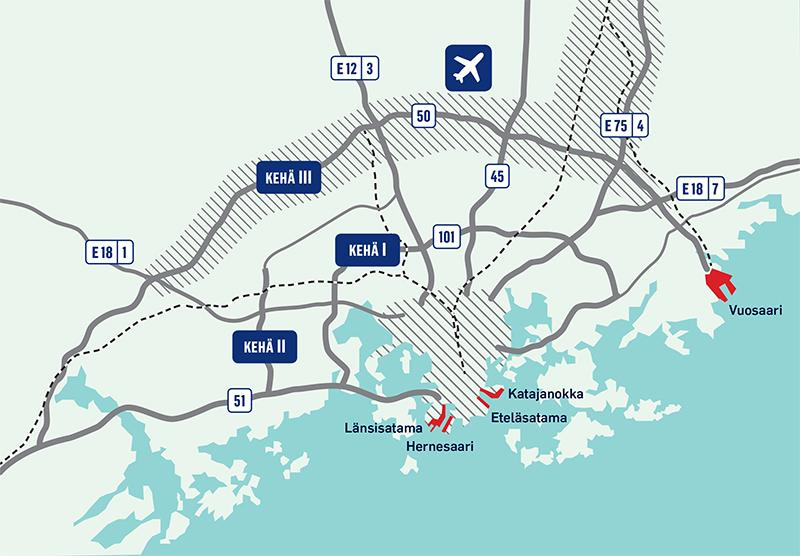 E 12 3
50
E 75 4
KEHÄ III
45
E 18 7
E 18 1
KEHÄ I
101
Vuosaari
KEHÄ II
51
Katajanokka
Eteläsatama
Länsisatama
Hernesaari